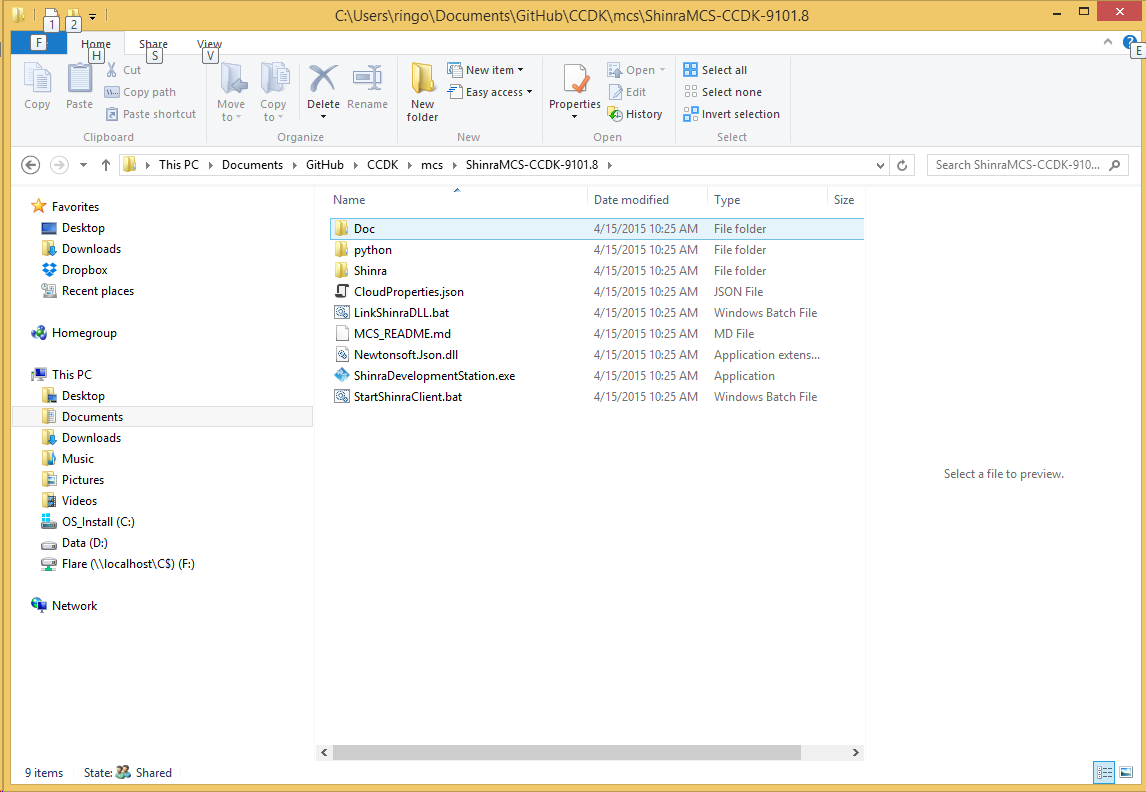 C:\Users\ringo\Documents\GitHub\CCDK\mcs\ShinraMCS-CCDK-9101.8
1 2
F Home Share View
H S V E
Copy Paste Cut Copy path Paste shortcut
Move to Copy to Delete Rename
New folder New item Easy access
Properties Open Edit History
Select all Select none Invert selection
Clipboard Organize New Open Select
This PC Documents GitHub CCDK mcs ShinraMCS-CCDK-9101.8 Search ShinraMCS-CCDK-910...
Favorites
Desktop
Downloads
Dropbox
Recent places
Homegroup
This PC
Desktop
Documents
Downloads
Music
Pictures
Videos
OS_Install (C:)
Data (D:)
Flare (\\localhost\C$) (F:)
Network
Name Date modified Type Size
Doc 4/15/2015 10:25 AM File folder
python 4/15/2015 10:25 AM File folder
Shinra 4/15/2015 10:25 AM File folder
CloudProperties.json 4/15/2015 10:25 AM JSON File
LinkShinraDLL.bat 4/15/2015 10:25 AM Windows Batch File
MCS_README.md 4/15/2015 10:25 AM MD File
Newtonsoft.Json.dll 4/15/2015 10:25 AM Application extens...
ShinraDevelopmentStation.exe 4/15/2015 10:25 AM Application
StartShinraClient.bat 4/15/2015 10:25 AM Windows Batch File
Select a file to preview.
9 items State: Shared